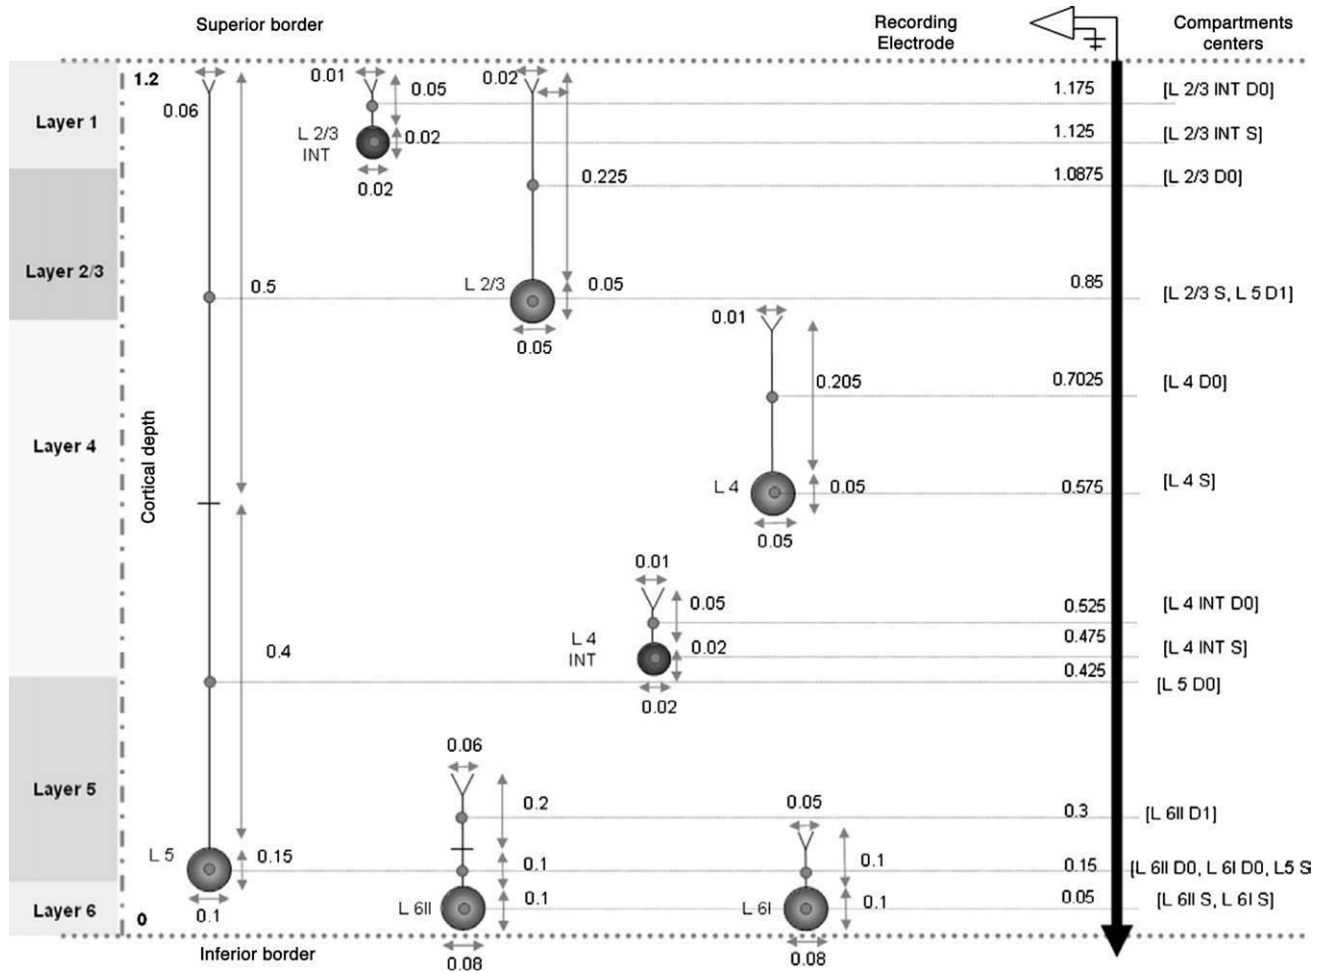 Superior border
Recording
Electrode
Compartments
centers
1.2
0.01
0.05
0.02
0.06
1.175
[L 2/3 INT D0]
Layer 1
L 2/3
INT
0.02
1.125
[L 2/3 INT S]
0.02
0.225
1.0875
[L 2/3 D0]
Layer 2/3
0.5
L 2/3
0.05
0.85
[L 2/3 S, L 5 D1]
0.05
0.01
0.205
0.7025
[L 4 D0]
Layer 4
Cortical depth
L 4
0.05
0.575
[L 4 S]
0.05
0.01
0.05
0.525
[L 4 INT D0]
L 4
INT
0.02
0.475
[L 4 INT S]
0.4
0.425
[L 5 D0]
0.02
0.06
Layer 5
0.2
0.05
0.3
[L 6II D1]
L 5
0.15
0.1
0.1
0.15
[L 6II D0, L 6I D0, L5 S
Layer 6
0
0.1
L 6II
0.1
L 6I
0.1
0.05
[L 6II S, L 6I S]
Inferior border
0.08
0.08